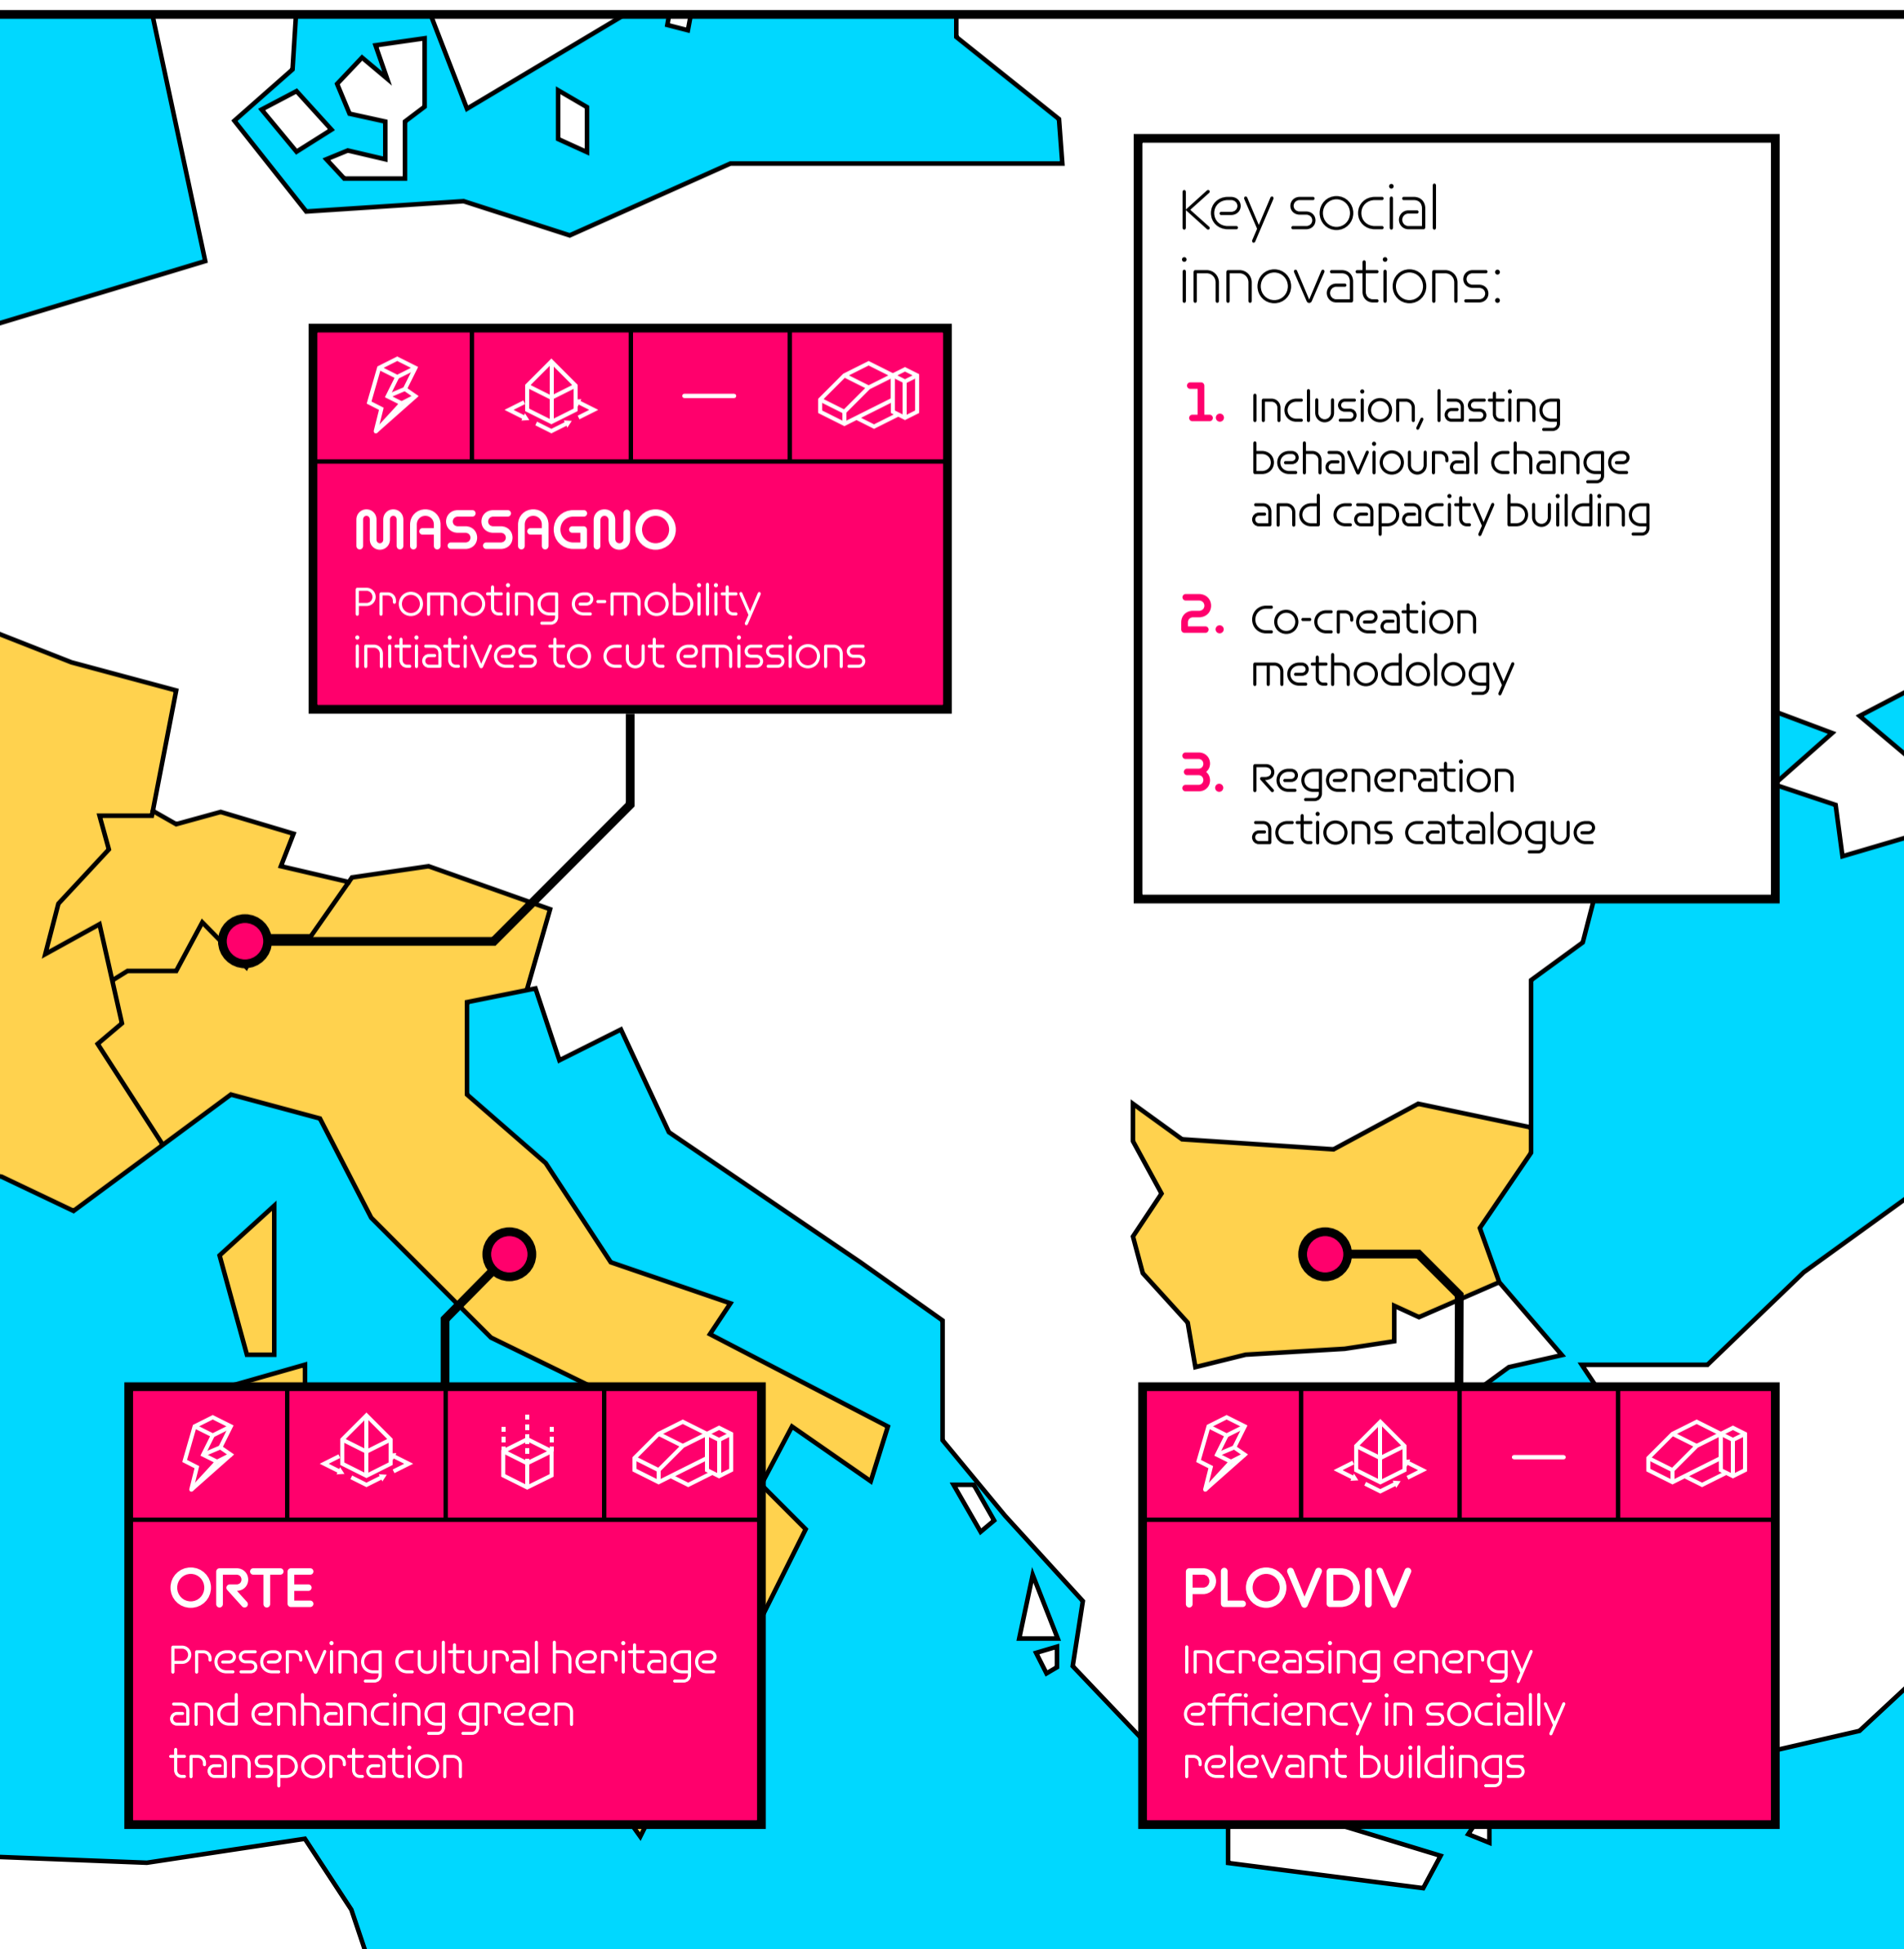 Key social
innovations:
1. Inclusion, lasting
behavioural change
and capacity building
2. Co-creation
methodology
3. Regeneration
actions catalogue
MASSAGNO
Promoting e-mobility
initiatives to cut emissions
ORTE
Preserving cultural heritage
and enhancing green
transportation
PLOVDIV
Increasing energy
efficiency in socially
relevant buildings